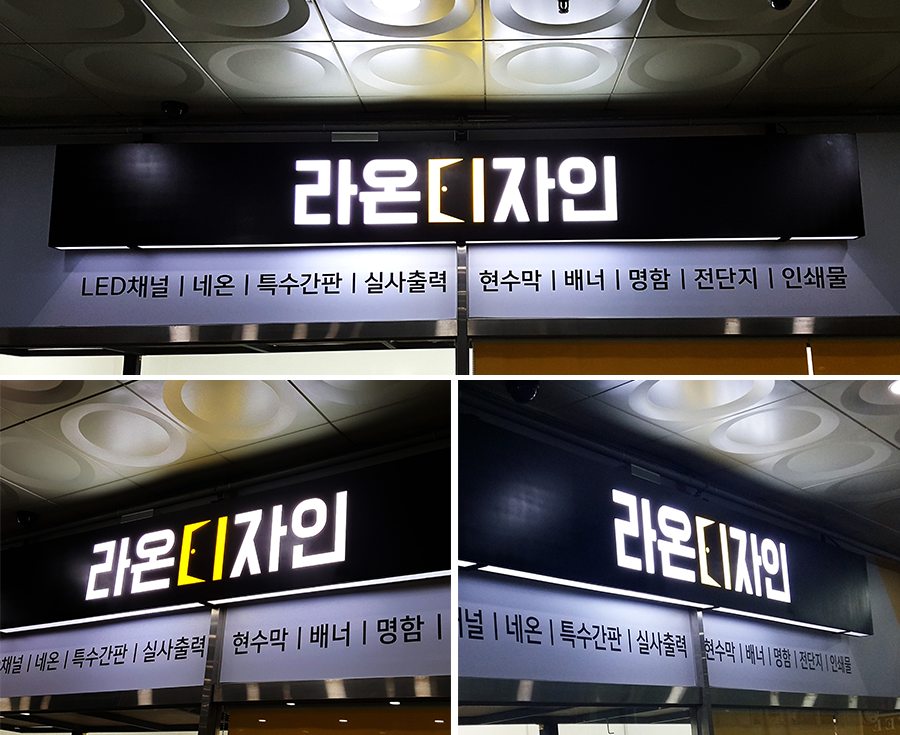 라온디자인
LED채널 | 네온 | 특수간판 | 실사출력 현수막 | 배너 | 명함 | 전단지 | 인쇄물
라온디자인
채널 | 네온 | 특수간판 | 실사출력 현수막 | 배너 | 명함 |
라온디자인
널 | 네온 | 특수간판 | 실사출력 현수막 | 배너 | 명함 | 전단지 | 인쇄물